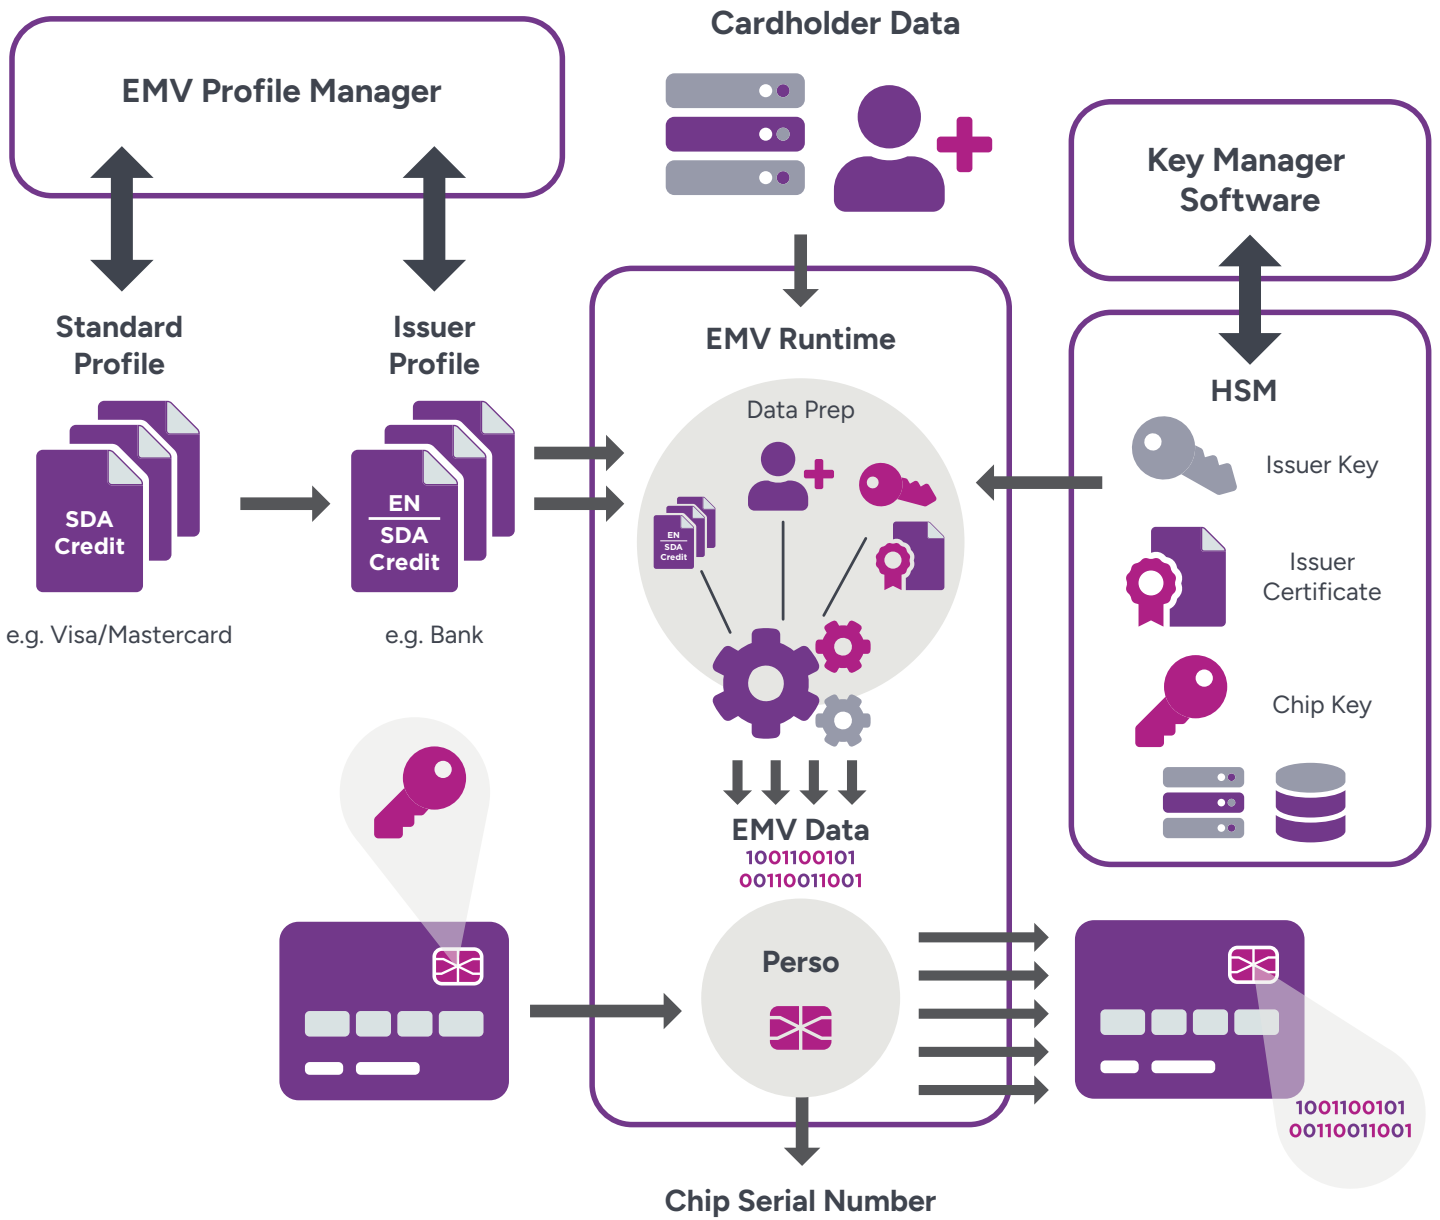 Cardholder Data
EMV Profile Manager
Key Manager
Software
Standard
Profile
Issuer
Profile
EMV Runtime
HSM
Data Prep
Issuer Key
SDA
Credit
EN
SDA
Credit
EN
SDA
Credit
Issuer
Certificate
e.g. Visa/Mastercard
e.g. Bank
Chip Key
EMV Data
1001100101
00110011001
Perso
1001100101
00110011001
Chip Serial Number